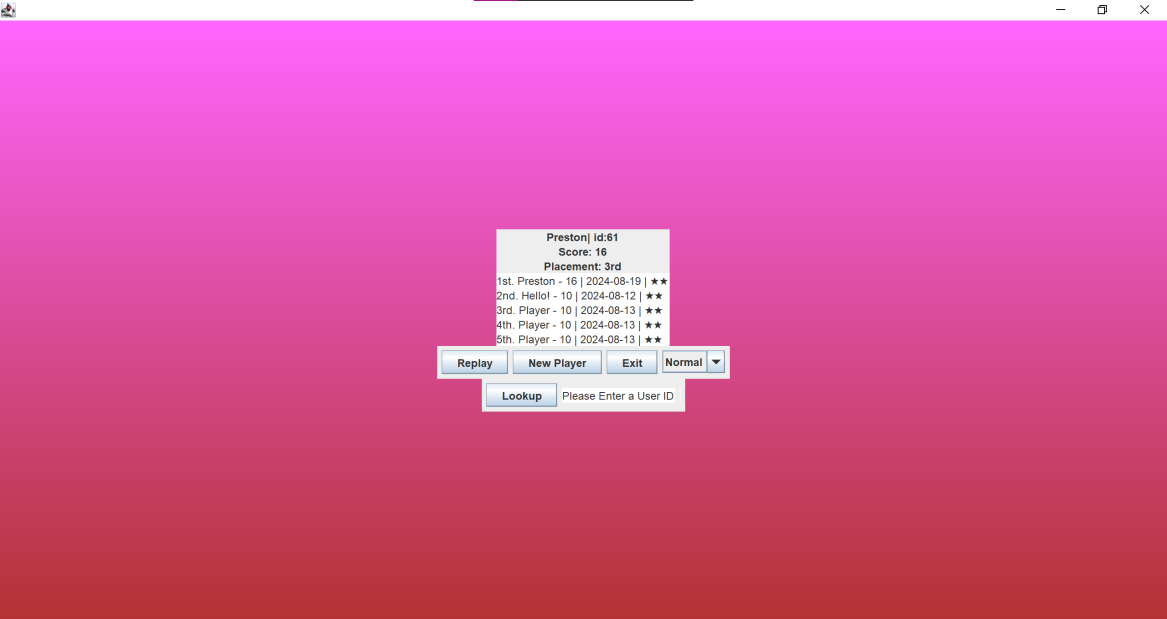 Preston| id:61
Score: 16
Placement: 3rd
1st. Preston - 16 | 2024-08-19 | ★★
2nd. Hello! - 10 | 2024-08-12 | ★★
3rd. Player - 10 | 2024-08-13 | ★★
4th. Player - 10 | 2024-08-13 | ★★
5th. Player - 10 | 2024-08-13 | ★★
Replay New Player Exit Normal
Lookup Please Enter a User ID